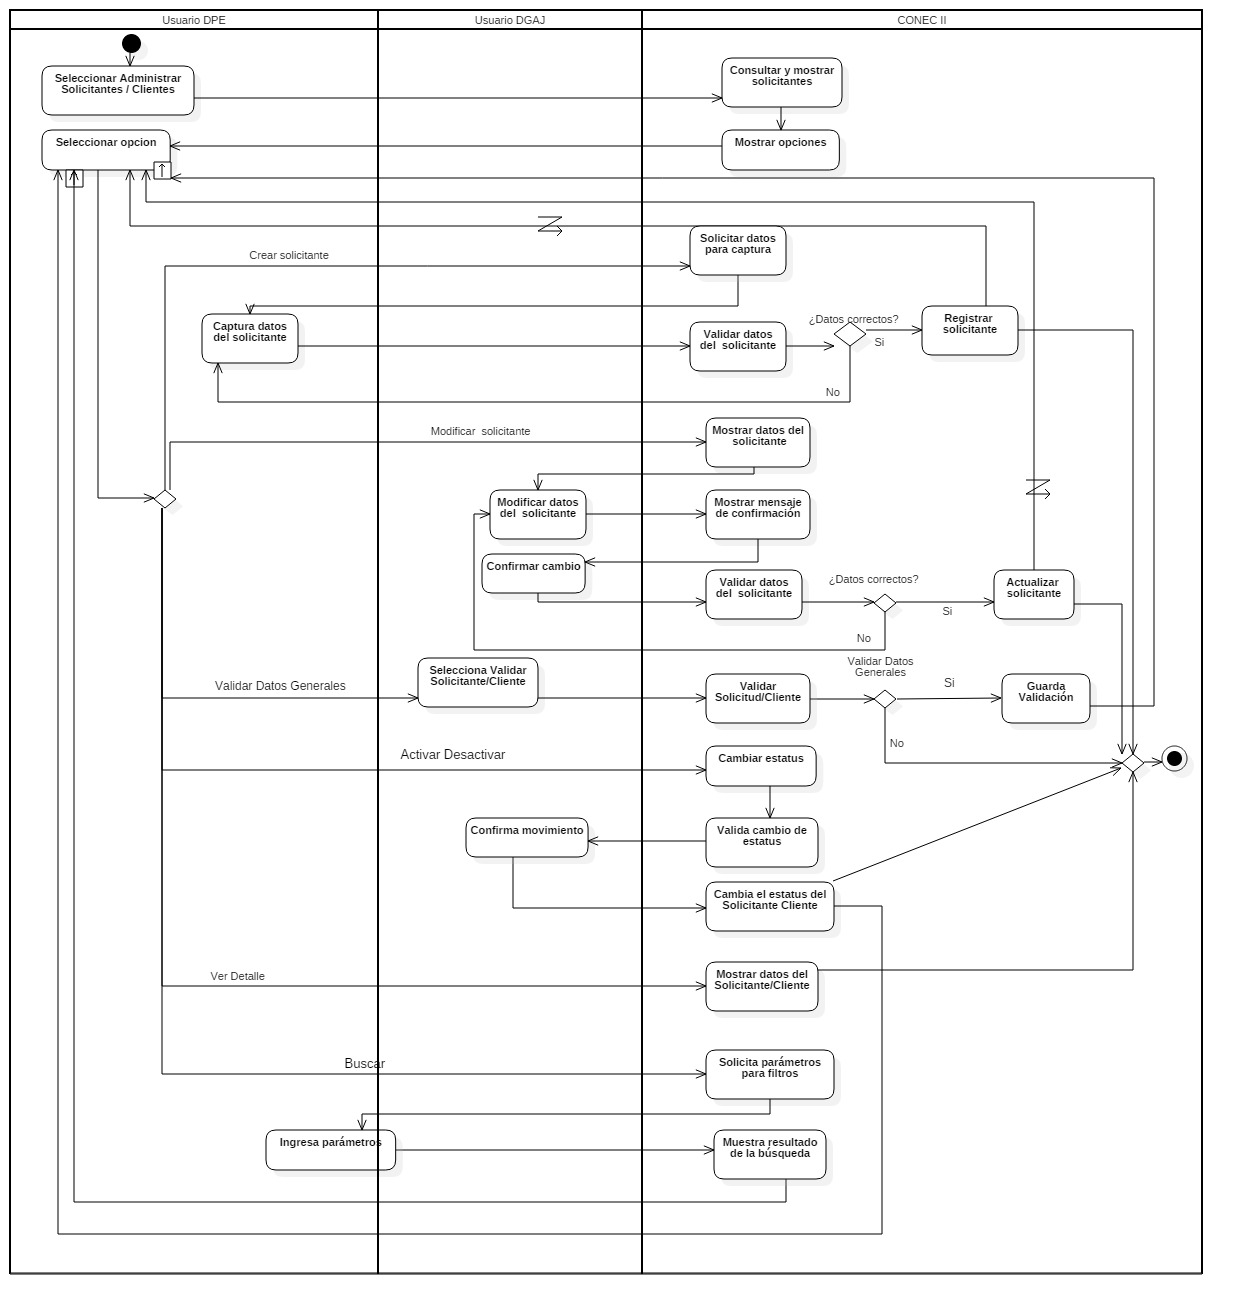 Usuario DPE
Usuario DGAJ
CONEC II
Seleccionar Administrar
Solicitantes / Clientes
Consultar y mostrar
solicitantes
Seleccionar opcion
Mostrar opciones
Crear solicitante
Solicitar datos
para captura
Captura datos
del solicitante
Validar datos
del solicitante
¿Datos correctos?
Si
No
Registrar
solicitante
Modificar solicitante
Mostrar datos del
solicitante
Modificar datos
del solicitante
Mostrar mensaje
de confirmación
Confirmar cambio
Validar datos
del solicitante
¿Datos correctos?
Si
No
Actualizar
solicitante
Validar Datos Generales
Selecciona Validar
Solicitante/Cliente
Validar
Solicitud/Cliente
Validar Datos
Generales
Si
No
Guarda
Validación
Activar Desactivar
Cambiar estatus
Confirma movimiento
Valida cambio de
estatus
Cambia el estatus del
Solicitante Cliente
Ver Detalle
Mostrar datos del
Solicitante/Cliente
Buscar
Solicita parámetros
para filtros
Ingresa parámetros
Muestra resultado
de la búsqueda